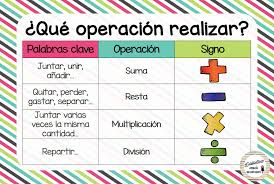 ¿Qué operación realizar?
Palabras clave Operación Signo
Juntar, unir,
añadir... Suma
Quitar, perder,
gastar, separar... Resta
Juntar varias
veces la misma
cantidad... Multiplicación
Repartir... División